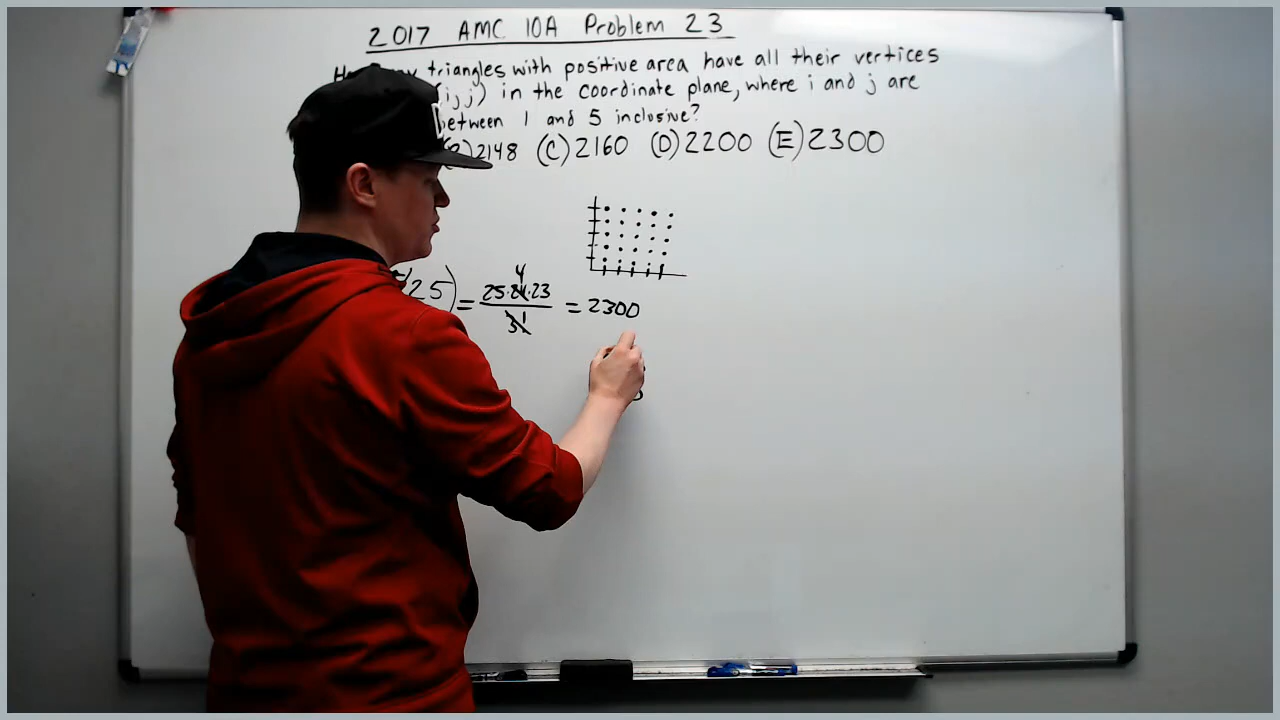 2017 AMC 10A Problem 23
triangles with positive area have all their vertices
(i,j) in the coordinate plane, where i and j are
between 1 and 5 inclusive?
2148 (C) 2160 (D) 2200 (E) 2300
25) = 25·24·23 / 3! = 2300
4